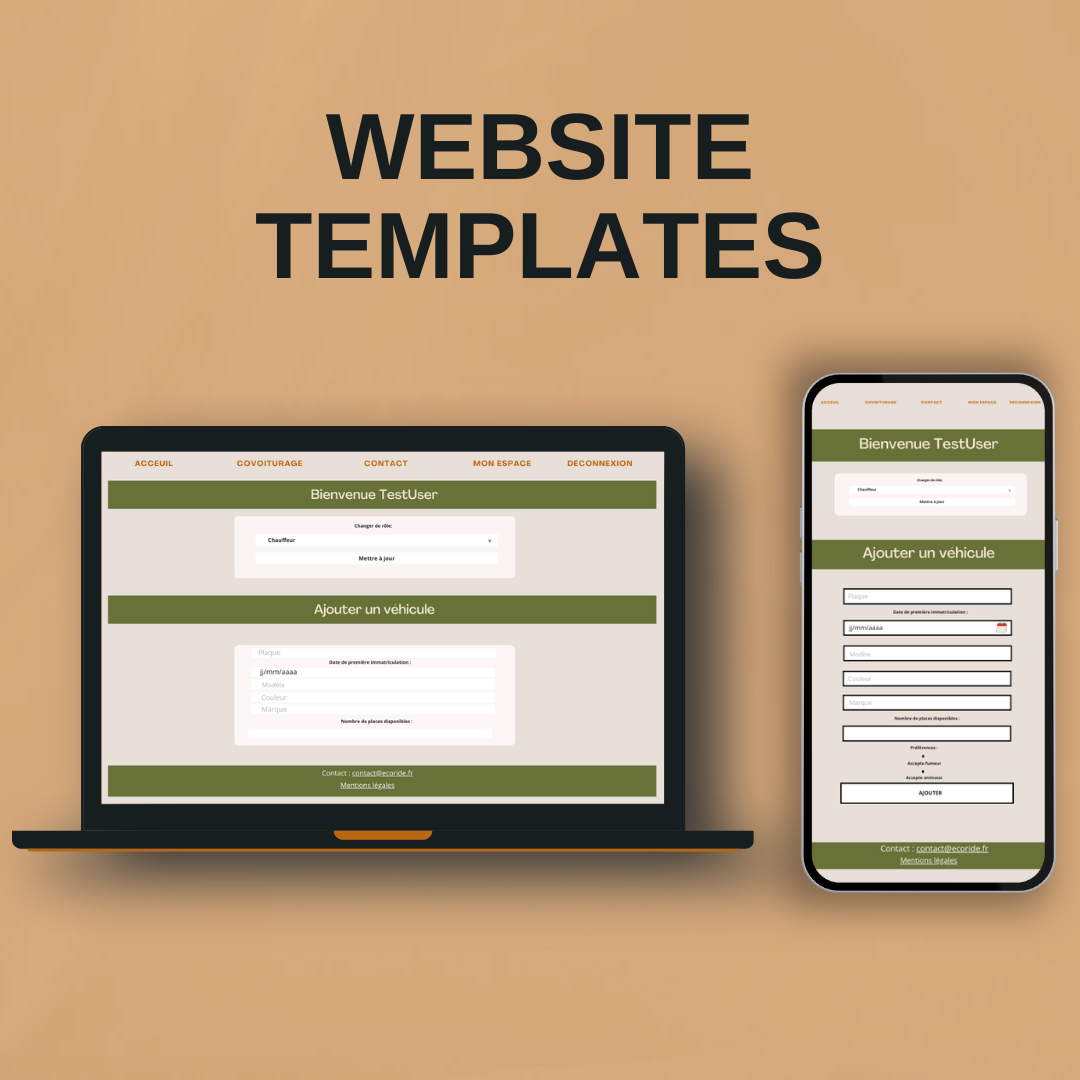 WEBSITE
TEMPLATES
ACCEUIL COVOITURAGE CONTACT MON ESPACE DECONNEXION
Bienvenue TestUser
Changer de rôle:
Chauffeur v
Mettre à jour
Ajouter un véhicule
Plaque
Date de première immatriculation :
jj/mm/aaaa
Modèle
Couleur
Marque
Nombre de places disponibles :
Contact : contact@ecoride.fr
Mentions légales
ACCEUIL COVOITURAGE CONTACT MON ESPACE DECONNEXION
Bienvenue TestUser
Changer de rôle:
Chauffeur v
Mettre à jour
Ajouter un véhicule
Plaque
Date de première immatriculation :
jj/mm/aaaa
Modèle
Couleur
Marque
Nombre de places disponibles :
Préférences :
Accepte fumeur
Accepte animaux
AJOUTER
Contact : contact@ecoride.fr
Mentions légales